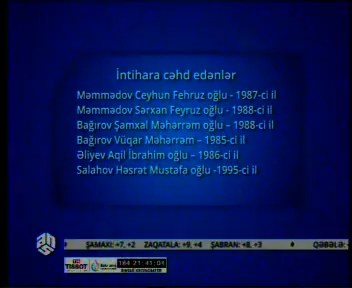 İntihara cəhd edənlər
Məmmədov Ceyhun Fehruz oğlu - 1987-ci il
Məmmədov Sərxan Feyruz oğlu - 1988-ci il
Bağırov Şamxal Məhərrəm oğlu – 1988-ci il
Bağırov Vüqar Məhərrəm – 1985-ci il
Əliyev Aqil İbrahim oğlu – 1986-ci il
Salahov Həsrət Mustafa oğlu -1995-ci il
ŞAMAXI: +7, +2 ZAQATALA: +9, +4 ŞABRAN: +8, +3 QƏBƏLƏ:
TISSOT